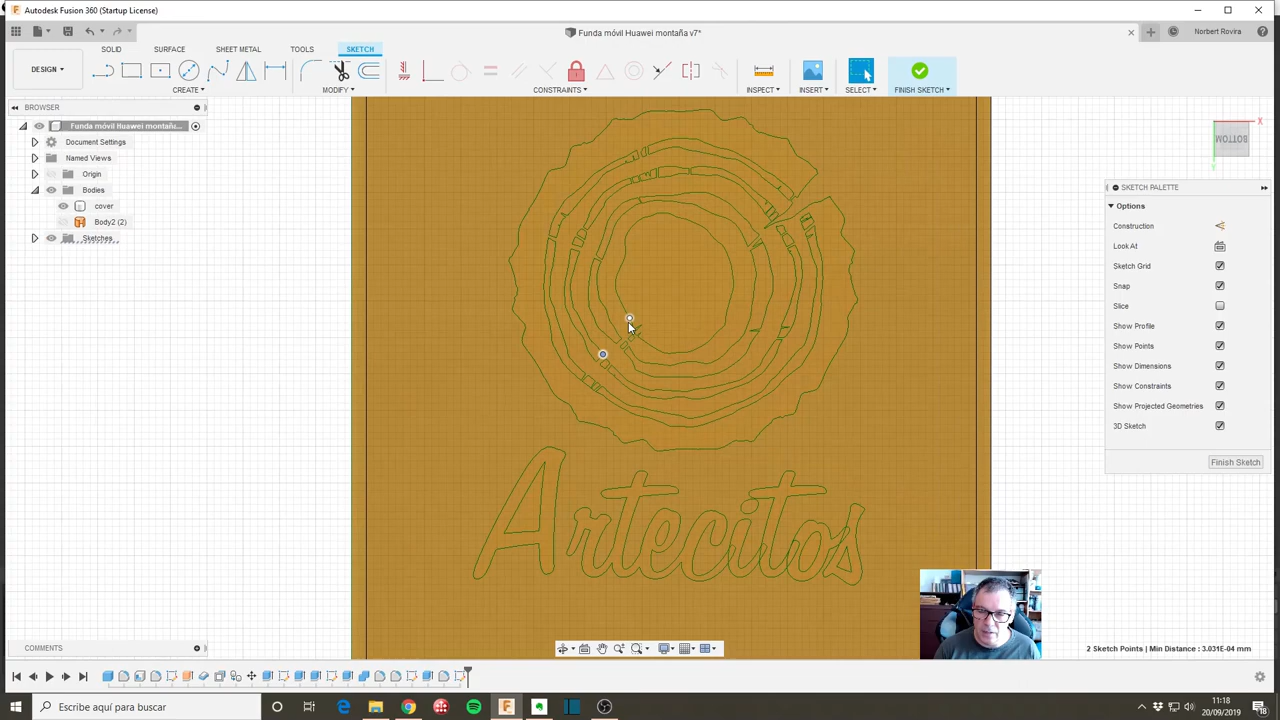 Autodesk Fusion 360 (Startup License)
Funda móvil Huawei montaña v7*
Norbert Rovira
SOLID
SURFACE
SHEET METAL
TOOLS
SKETCH
DESIGN
CREATE
MODIFY
CONSTRAINTS
INSPECT
INSERT
SELECT
FINISH SKETCH
BROWSER
Funda móvil Huawei montañ...
Document Settings
Named Views
Origin
Bodies
cover
Body2 (2)
Sketches
BOTTOM
X
Y
SKETCH PALETTE
Options
Construction
Look At
Sketch Grid
Snap
Slice
Show Profile
Show Points
Show Dimensions
Show Constraints
Show Projected Geometries
3D Sketch
Finish Sketch
Artecitos
COMMENTS
2 Sketch Points | Min Distance : 3.031E-04 mm
Escribe aquí para buscar
11:18
20/09/2019
18